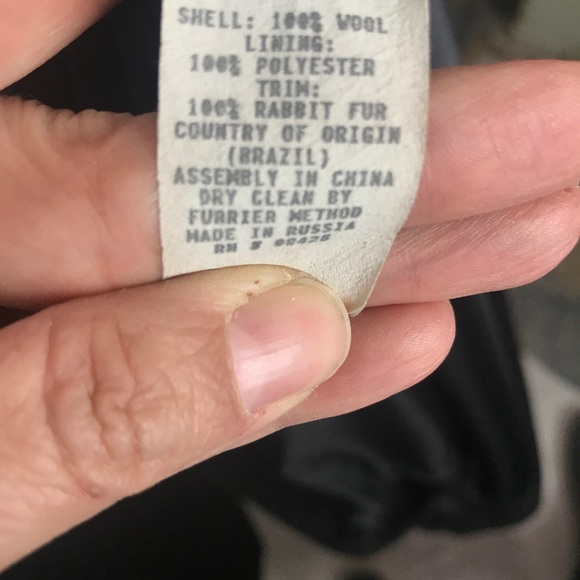 SHELL: 100% WOOL
LINING:
100% POLYESTER
TRIM:
100% RABBIT FUR
COUNTRY OF ORIGIN
(BRAZIL)
ASSEMBLY IN CHINA
DRY CLEAN BY
FURRIER METHOD
MADE IN RUSSIA
RN # 98428